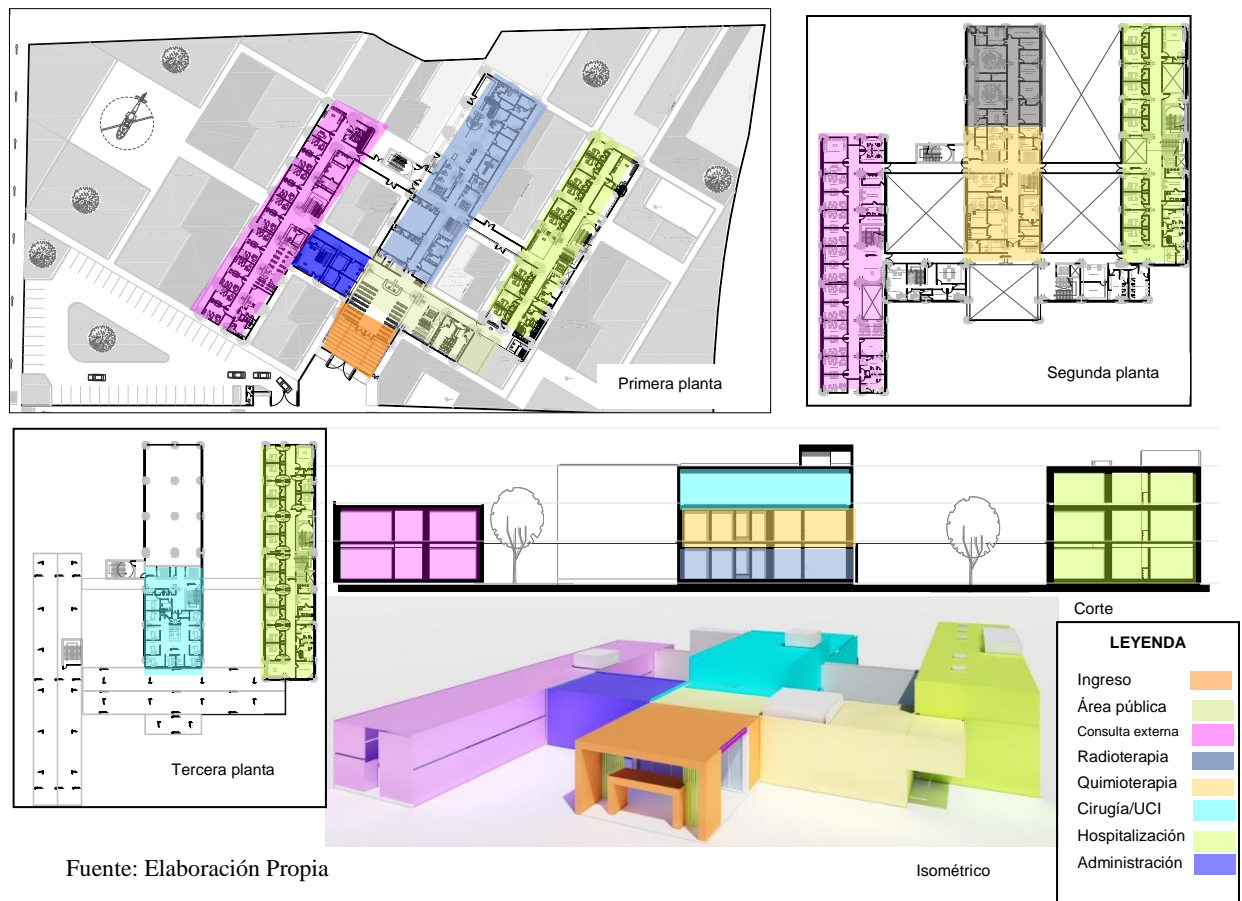 Primera planta
Segunda planta
Tercera planta
Corte
LEYENDA
Ingreso
Área pública
Consulta externa
Radioterapia
Quimioterapia
Cirugía/UCI
Hospitalización
Administración
Isométrico
Fuente: Elaboración Propia